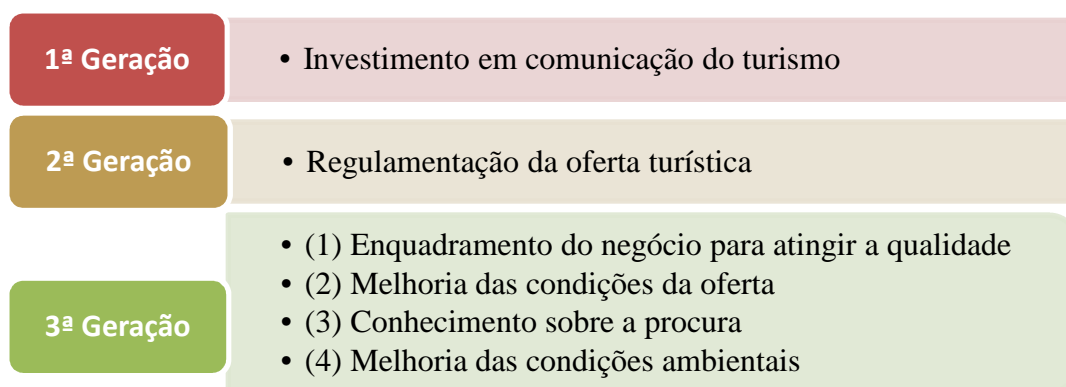 1ª Geração
• Investimento em comunicação do turismo
2ª Geração
• Regulamentação da oferta turística
3ª Geração
• (1) Enquadramento do negócio para atingir a qualidade
• (2) Melhoria das condições da oferta
• (3) Conhecimento sobre a procura
• (4) Melhoria das condições ambientais